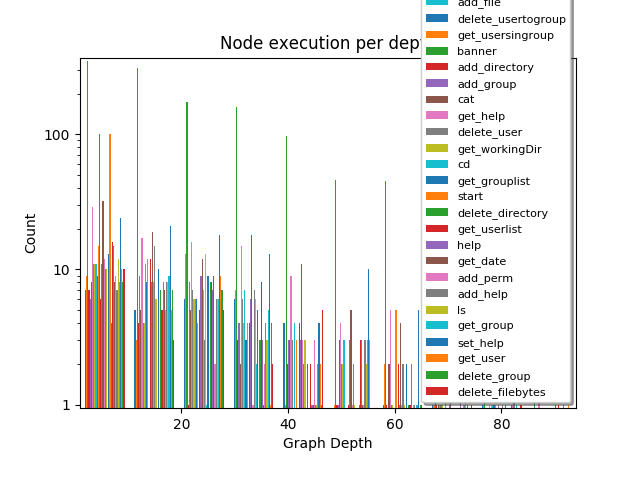 add_file
delete_usertogroup
get_usersingroup
banner
add_directory
add_group
cat
get_help
delete_user
get_workingDir
cd
get_grouplist
start
delete_directory
get_userlist
help
get_date
add_perm
add_help
ls
get_group
set_help
get_user
delete_group
delete_filebytes
Node execution per dep
100
10
1
Count
20
40
60
80
Graph Depth